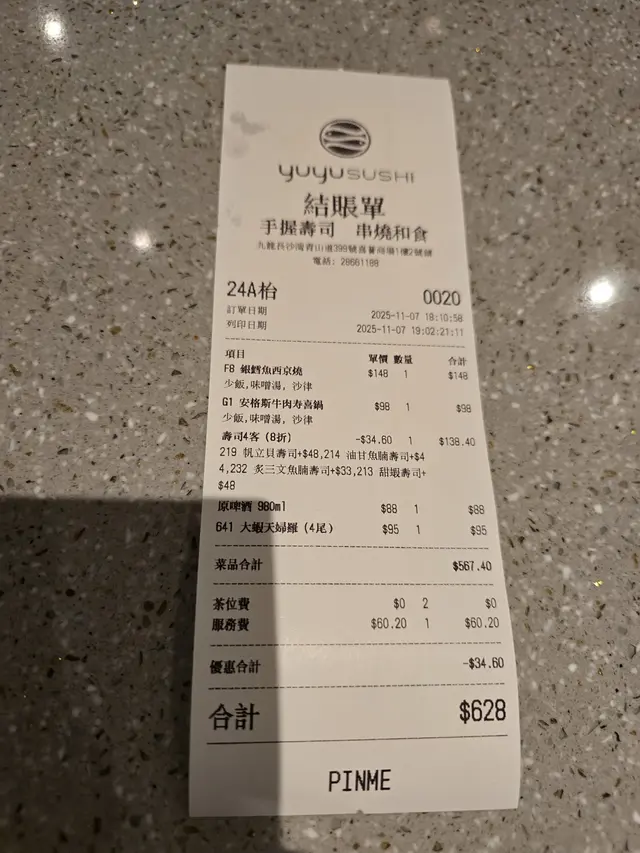 yuyuSUSHI
結賬單
手握壽司 串燒和食
九龍長沙灣青山道399號喜薈商場1樓2號舖
電話: 28661188
24A枱 0020
訂單日期 2025-11-07 18:10:58
列印日期 2025-11-07 19:02:21:11
項目 單價 數量 合計
F8 銀鱈魚西京燒 $148 1 $148
少飯,味噌湯, 沙律
G1 安格斯牛肉寿喜鍋 $98 1 $98
少飯,味噌湯, 沙律
壽司4客 (8折) -$34.60 1 $138.40
219 帆立貝壽司+$48,214 油甘魚腩壽司+$4
4,232 炙三文魚腩壽司+$33,213 甜蝦壽司+
$48
原啤酒 980ml $88 1 $88
641 大蝦天婦羅 (4尾) $95 1 $95
菜品合計 $567.40
茶位費 $0 2 $0
服務費 $60.20 1 $60.20
優惠合計 -$34.60
合計 $628
PINME